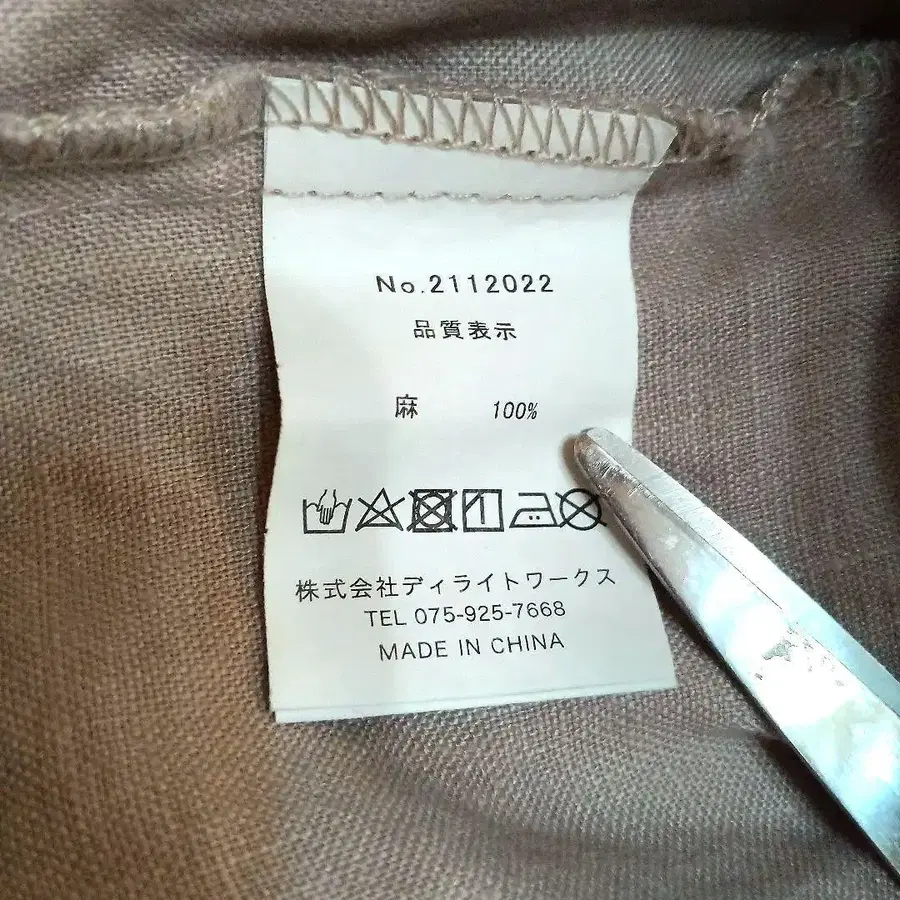 No.2112022
品質表示
麻 100%
株式会社ディライトワークス
TEL 075-925-7668
MADE IN CHINA